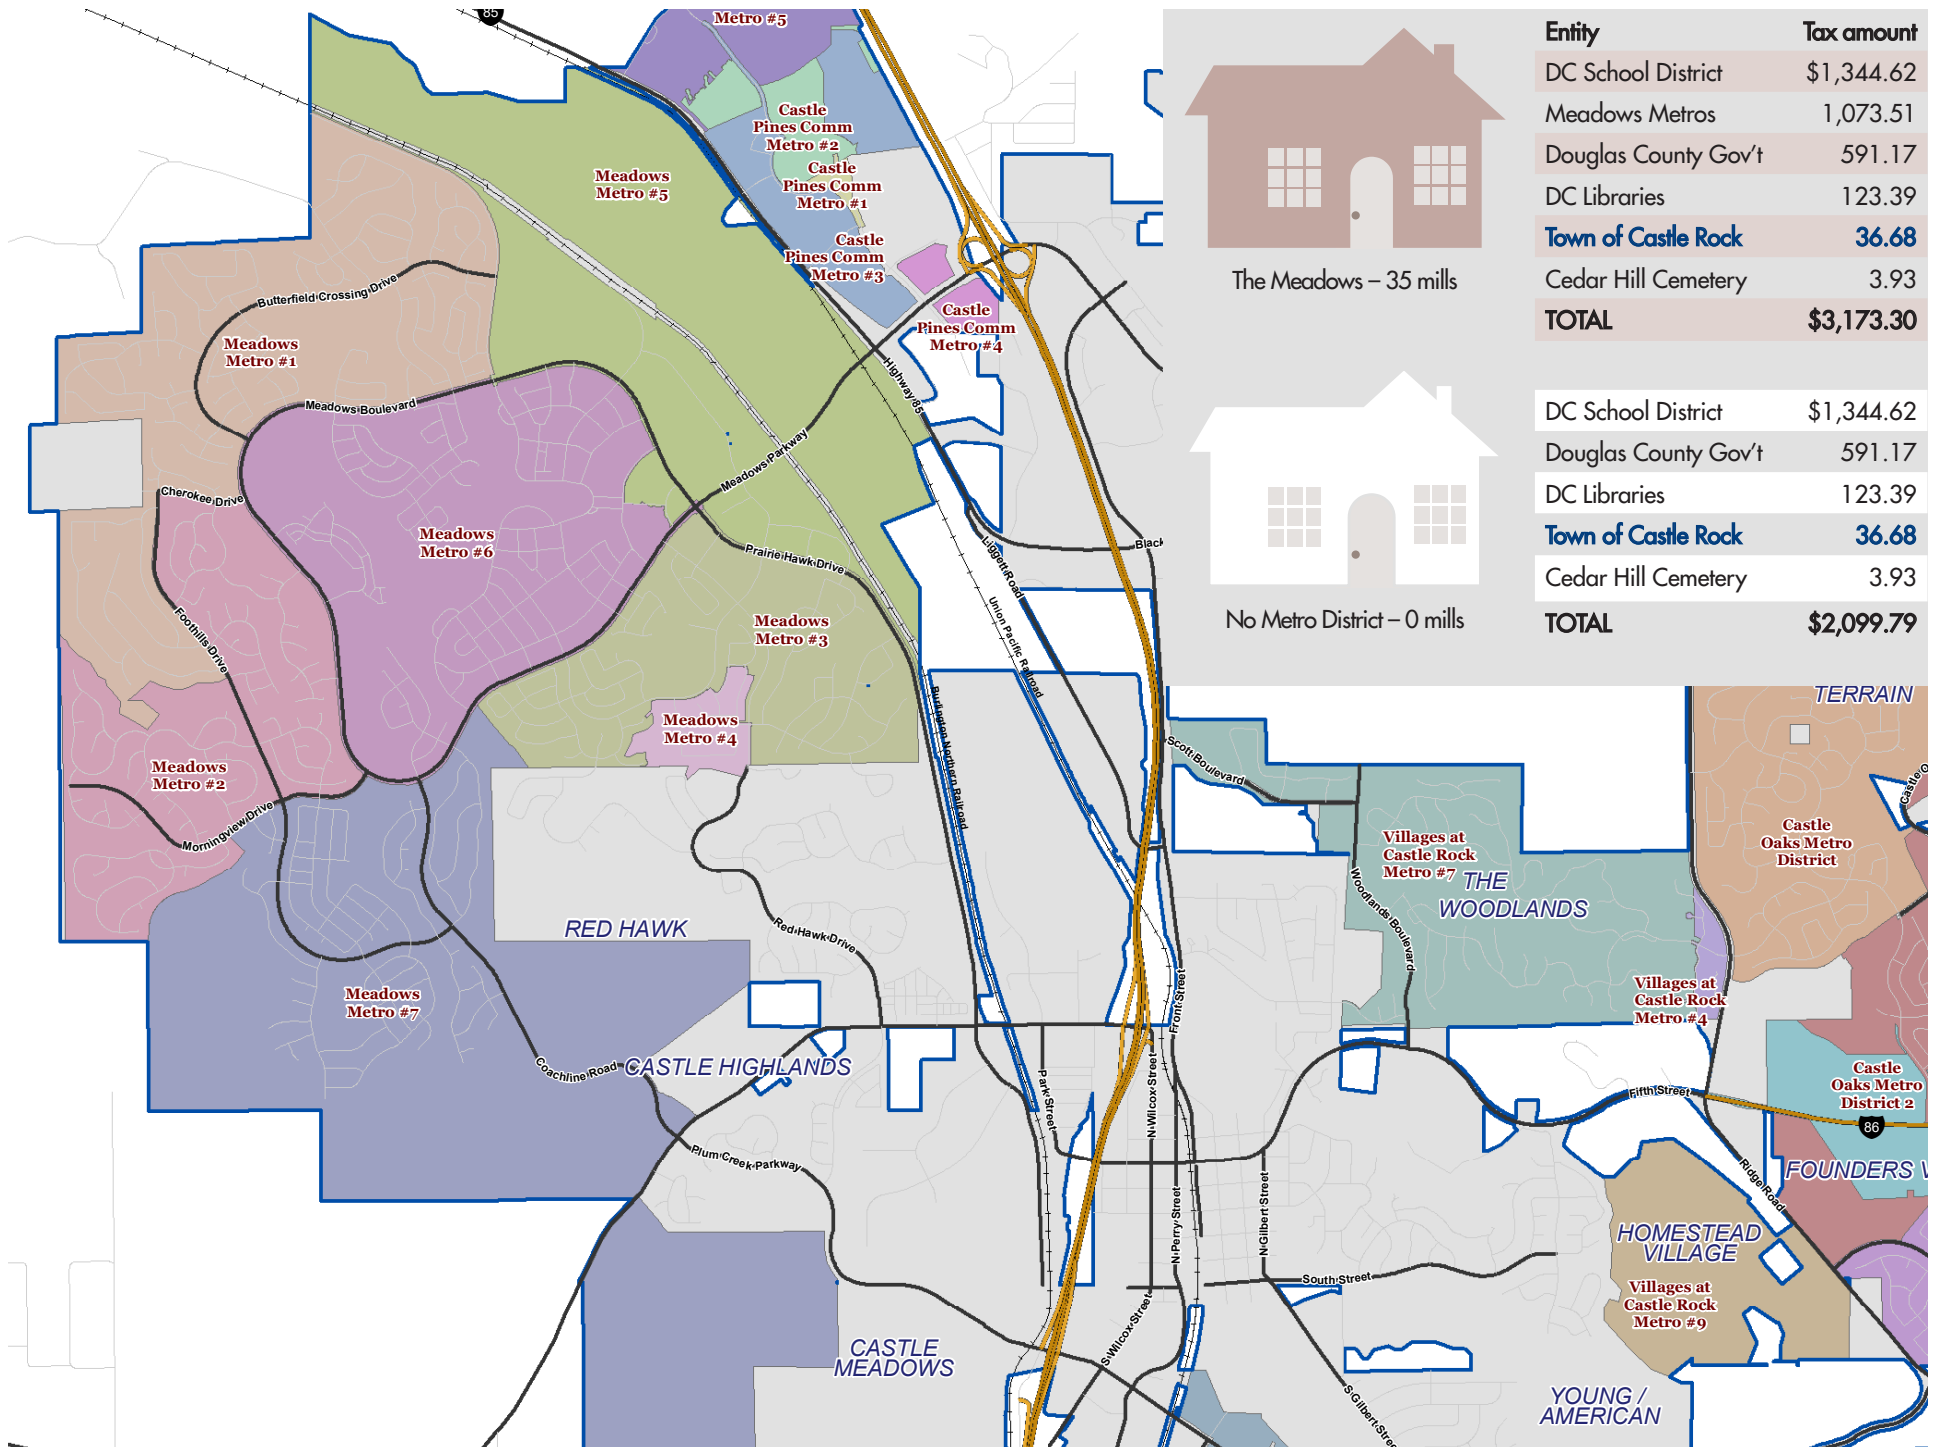 85
Metro #5
Castle
Pines Comm
Metro #2
Castle
Pines Comm
Metro #1
Castle
Pines Comm
Metro #3
Castle
Pines Comm
Metro #4
Meadows
Metro #5
Butterfield Crossing Drive
Meadows
Metro #1
Meadows Boulevard
Highway 85
Meadows Parkway
Cherokee Drive
Meadows
Metro #6
Prairie Hawk Drive
Liggett Road
Black
Union Pacific Railroad
Foothills Drive
Meadows
Metro #3
Meadows
Metro #4
Burlington Northern Railroad
Meadows
Metro #2
Morningview Drive
RED HAWK
Red Hawk Drive
Meadows
Metro #7
Coachline Road
CASTLE HIGHLANDS
Plum Creek Parkway
Park Street
N Wilcox Street
Front Street
N Perry Street
N Gilbert Street
South Street
S Wilcox Street
S Gilbert Stree
CASTLE
MEADOWS
YOUNG /
AMERICAN
Scott Boulevard
Woodlands Boulevard
Villages at
Castle Rock
Metro #7
THE
WOODLANDS
Villages at
Castle Rock
Metro #4
Fifth Street
TERRAIN
Castle O
Castle
Oaks Metro
District
Castle
Oaks Metro
District 2
86
FOUNDERS V
Ridge Road
HOMESTEAD
VILLAGE
Villages at
Castle Rock
Metro #9
The Meadows – 35 mills
Entity Tax amount
DC School District $1,344.62
Meadows Metros 1,073.51
Douglas County Gov’t 591.17
DC Libraries 123.39
Town of Castle Rock 36.68
Cedar Hill Cemetery 3.93
TOTAL $3,173.30
No Metro District – 0 mills
DC School District $1,344.62
Douglas County Gov’t 591.17
DC Libraries 123.39
Town of Castle Rock 36.68
Cedar Hill Cemetery 3.93
TOTAL $2,099.79